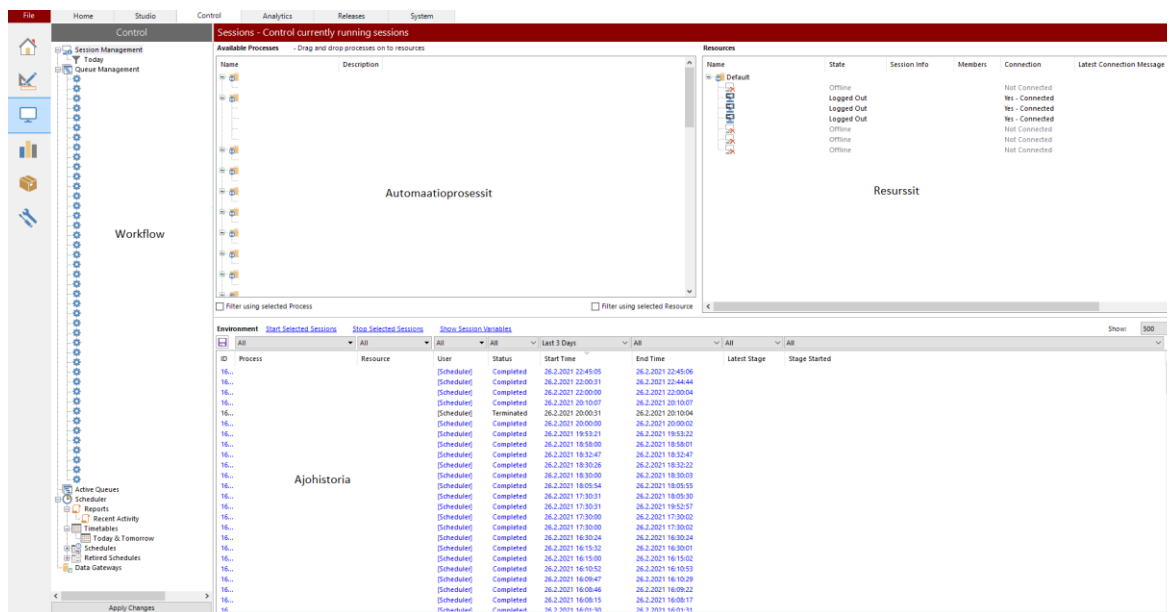 File Home Studio Control Analytics Releases System
Control
Sessions - Control currently running sessions
Session Management
Today
Queue Management
Workflow
Active Queues
Scheduler
Reports
Recent Activity
Timetables
Today & Tomorrow
Schedules
Retired Schedules
Data Gateways
Apply Changes
Available Processes - Drag and drop processes on to resources
Name Description
Automaatioprosessit
Filter using selected Process Filter using selected Resource
Resources
Name State Session Info Members Connection Latest Connection Message
Default
Offline Not Connected
Logged Out Yes - Connected
Logged Out Yes - Connected
Logged Out Yes - Connected
Offline Not Connected
Offline Not Connected
Offline Not Connected
Resurssit
Environment Start Selected Sessions Stop Selected Sessions Show Session Variables Show: 500
All All All All Last 3 Days All All All
ID Process Resource User Status Start Time End Time Latest Stage Stage Started
16... [Scheduler] Completed 26.2.2021 22:45:05 26.2.2021 22:45:06
16... [Scheduler] Completed 26.2.2021 22:00:31 26.2.2021 22:44:44
16... [Scheduler] Completed 26.2.2021 22:00:00 26.2.2021 22:00:04
16... [Scheduler] Completed 26.2.2021 20:10:07 26.2.2021 20:10:07
16... [Scheduler] Terminated 26.2.2021 20:00:31 26.2.2021 20:10:04
16... [Scheduler] Completed 26.2.2021 20:00:00 26.2.2021 20:00:02
16... [Scheduler] Completed 26.2.2021 19:53:21 26.2.2021 19:53:22
16... [Scheduler] Completed 26.2.2021 18:58:00 26.2.2021 18:58:01
16... [Scheduler] Completed 26.2.2021 18:32:47 26.2.2021 18:32:47
16... [Scheduler] Completed 26.2.2021 18:30:26 26.2.2021 18:32:22
16... [Scheduler] Completed 26.2.2021 18:30:00 26.2.2021 18:30:03
Ajohistoria
16... [Scheduler] Completed 26.2.2021 18:05:54 26.2.2021 18:05:55
16... [Scheduler] Completed 26.2.2021 17:30:31 26.2.2021 18:05:30
16... [Scheduler] Completed 26.2.2021 17:30:31 26.2.2021 19:52:57
16... [Scheduler] Completed 26.2.2021 17:30:00 26.2.2021 17:30:02
16... [Scheduler] Completed 26.2.2021 17:30:00 26.2.2021 17:30:02
16... [Scheduler] Completed 26.2.2021 16:30:24 26.2.2021 16:30:24
16... [Scheduler] Completed 26.2.2021 16:15:32 26.2.2021 16:30:01
16... [Scheduler] Completed 26.2.2021 16:15:00 26.2.2021 16:15:02
16... [Scheduler] Completed 26.2.2021 16:10:52 26.2.2021 16:10:53
16... [Scheduler] Completed 26.2.2021 16:09:47 26.2.2021 16:10:29
16... [Scheduler] Completed 26.2.2021 16:08:46 26.2.2021 16:09:22
16... [Scheduler] Completed 26.2.2021 16:08:15 26.2.2021 16:08:17
16... [Scheduler] Completed 26.2.2021 16:01:30 26.2.2021 16:01:31